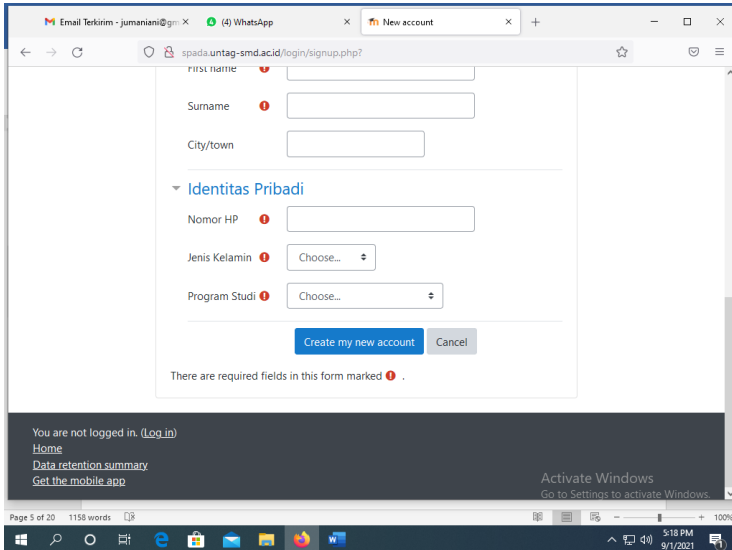 Email Terkirim - jumaniani@gm
(4) WhatsApp
New account
spada.untag-smd.ac.id/login/signup.php?
First name
Surname
City/town
Identitas Pribadi
Nomor HP
Jenis Kelamin Choose...
Program Studi Choose...
Create my new account Cancel
There are required fields in this form marked .
You are not logged in. (Log in)
Home
Data retention summary
Get the mobile app
Activate Windows
Go to Settings to activate Windows.
Page 5 of 20 1158 words 100%
5:18 PM
9/1/2021